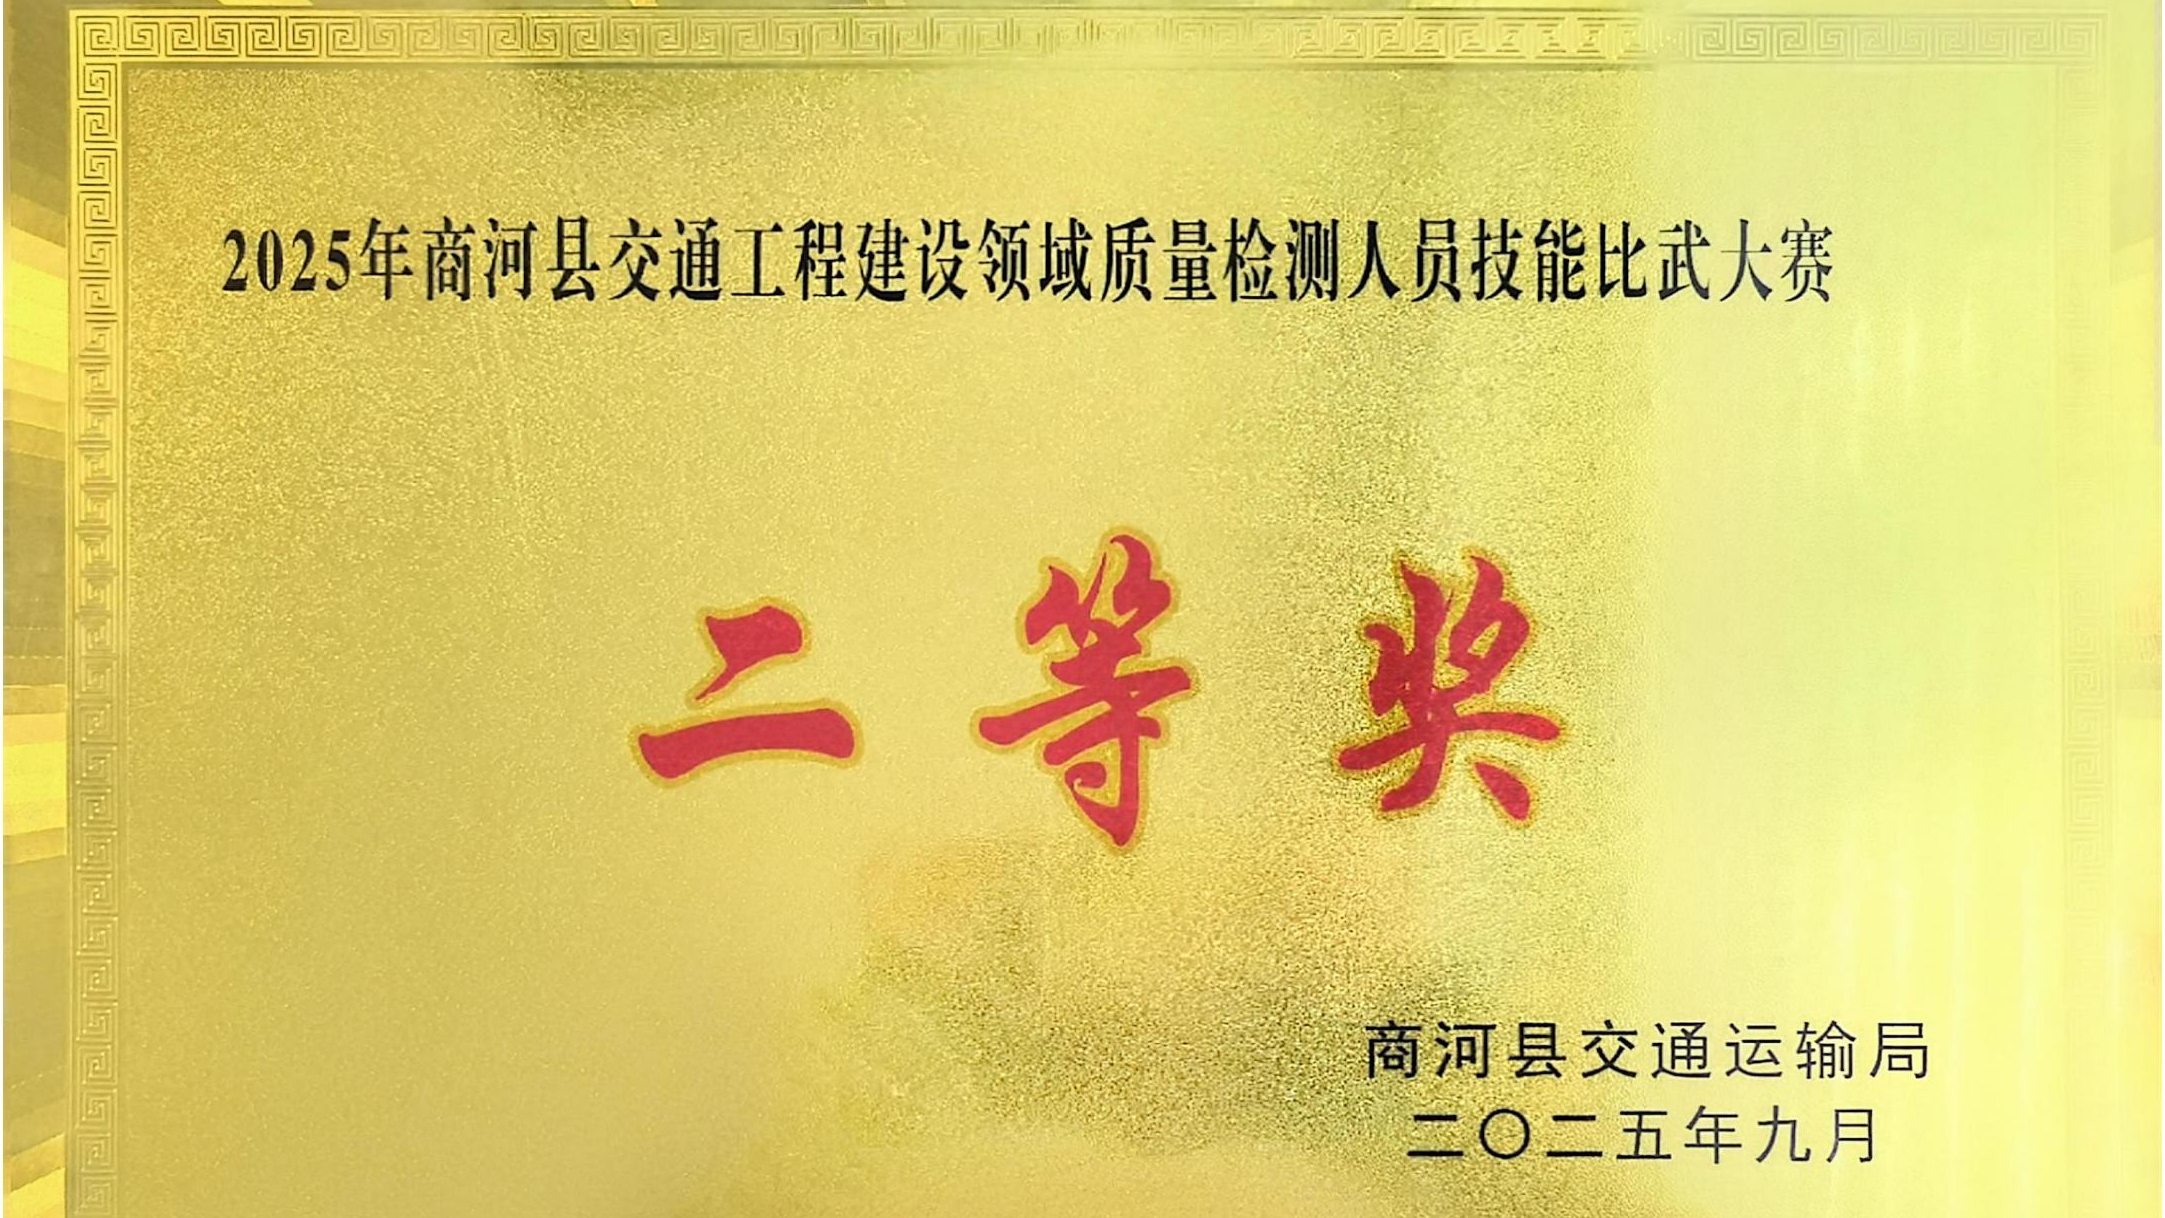 2025年商河县交通工程建设领域质量检测人员技能比武大赛
二等奖
商河县交通运输局
二〇二五年九月